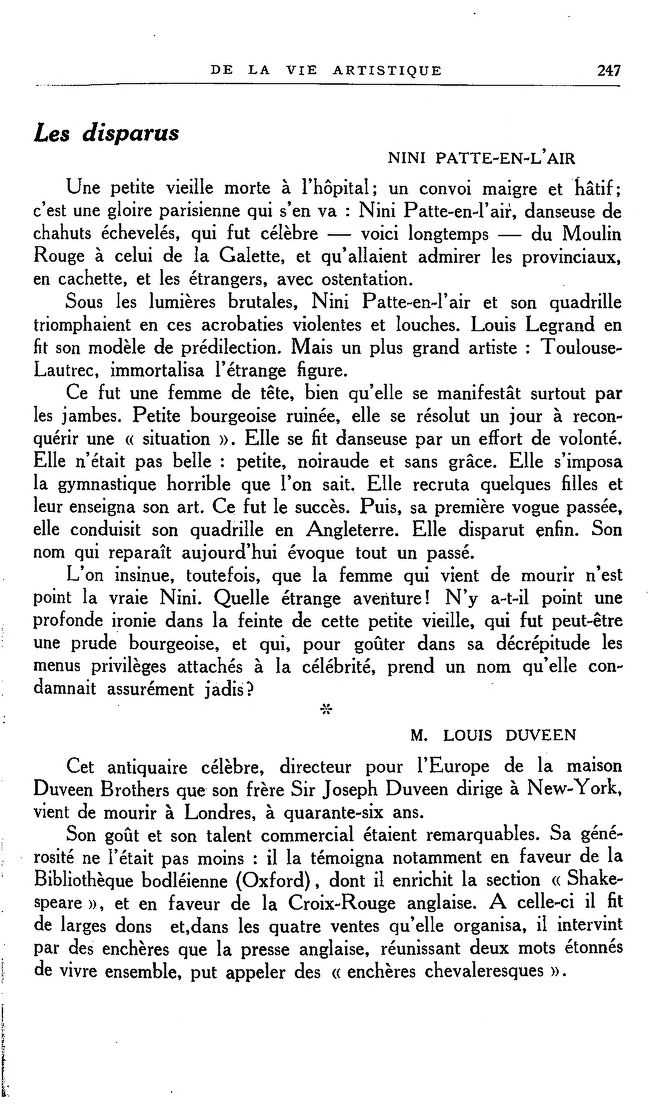 DE LA VIE ARTISTIQUE 247
Les disparus
NINI PATTE-EN-L'AIR
Une petite vieille morte à l'hôpital; un convoi maigre et hâtif;
c'est une gloire parisienne qui s'en va : Nini Patte-en-l'air, danseuse de
chahuts échevelés, qui fut célèbre — voici longtemps — du Moulin
Rouge à celui de la Galette, et qu'allaient admirer les provinciaux,
en cachette, et les étrangers, avec ostentation.
Sous les lumières brutales, Nini Patte-en-l'air et son quadrille
triomphaient en ces acrobaties violentes et louches. Louis Legrand en
fit son modèle de prédilection. Mais un plus grand artiste : Toulouse-
Lautrec, immortalisa l'étrange figure.
Ce fut une femme de tête, bien qu'elle se manifestât surtout par
les jambes. Petite bourgeoise ruinée, elle se résolut un jour à recon-
quérir une « situation ». Elle se fit danseuse par un effort de volonté.
Elle n'était pas belle : petite, noiraude et sans grâce. Elle s'imposa
la gymnastique horrible que l'on sait. Elle recruta quelques filles et
leur enseigna son art. Ce fut le succès. Puis, sa première vogue passée,
elle conduisit son quadrille en Angleterre. Elle disparut enfin. Son
nom qui reparaît aujourd'hui évoque tout un passé.
L'on insinue, toutefois, que la femme qui vient de mourir n'est
point la vraie Nini. Quelle étrange aventure! N'y a-t-il point une
profonde ironie dans la feinte de cette petite vieille, qui fut peut-être
une prude bourgeoise, et qui, pour goûter dans sa décrépitude les
menus privilèges attachés à la célébrité, prend un nom qu'elle con-
damnait assurément jadis?
*
M. LOUIS DUVEEN
Cet antiquaire célèbre, directeur pour l'Europe de la maison
Duveen Brothers que son frère Sir Joseph Duveen dirige à New-York,
vient de mourir à Londres, à quarante-six ans.
Son goût et son talent commercial étaient remarquables. Sa géné-
rosité ne l'était pas moins : il la témoigna notamment en faveur de la
Bibliothèque bodléienne (Oxford), dont il enrichit la section « Shake-
speare », et en faveur de la Croix-Rouge anglaise. A celle-ci il fit
de larges dons et,dans les quatre ventes qu'elle organisa, il intervint
par des enchères que la presse anglaise, réunissant deux mots étonnés
de vivre ensemble, put appeler des « enchères chevaleresques ».